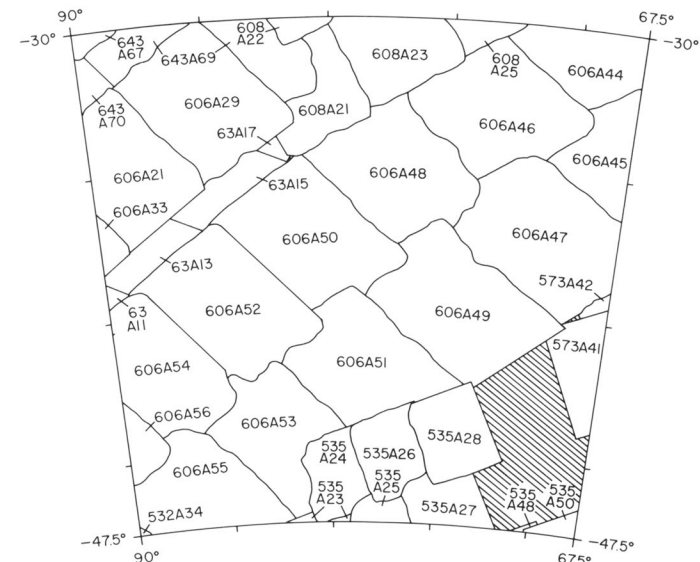 90°
67.5°
−30°
−30°
643
A67
608
A22
643A69
608A23
608
A25
606A44
643
A70
606A29
608A21
63A17
606A46
606A45
606A21
63A15
606A48
606A33
606A50
606A47
63A13
573A42
63
A11
606A52
606A49
573A41
606A54
606A51
606A56
606A53
535A28
535
A24
535A26
606A55
535
A25
535
A23
535A27
535
A48
535
A50
532A34
−47.5°
−47.5°
90°
67.5°